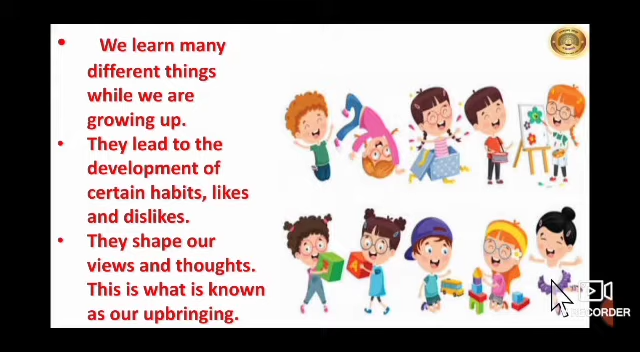 • We learn many
different things
while we are
growing up.
• They lead to the
development of
certain habits, likes
and dislikes.
• They shape our
views and thoughts.
This is what is known
as our upbringing.
RECORDER